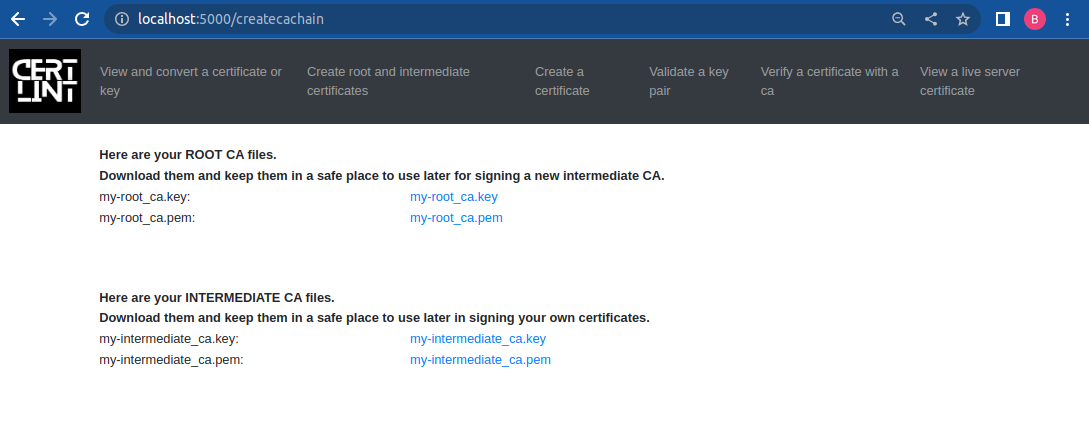 localhost:5000/createcachain
B
CERT
LINT
View and convert a certificate or
key
Create root and intermediate
certificates
Create a
certificate
Validate a key
pair
Verify a certificate with a
ca
View a live server
certificate
Here are your ROOT CA files.
Download them and keep them in a safe place to use later for signing a new intermediate CA.
my-root_ca.key: my-root_ca.key
my-root_ca.pem: my-root_ca.pem
Here are your INTERMEDIATE CA files.
Download them and keep them in a safe place to use later in signing your own certificates.
my-intermediate_ca.key: my-intermediate_ca.key
my-intermediate_ca.pem: my-intermediate_ca.pem